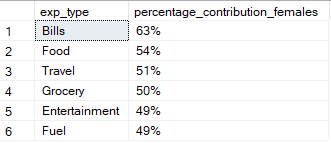 exp_type percentage_contribution_females
1 Bills 63%
2 Food 54%
3 Travel 51%
4 Grocery 50%
5 Entertainment 49%
6 Fuel 49%